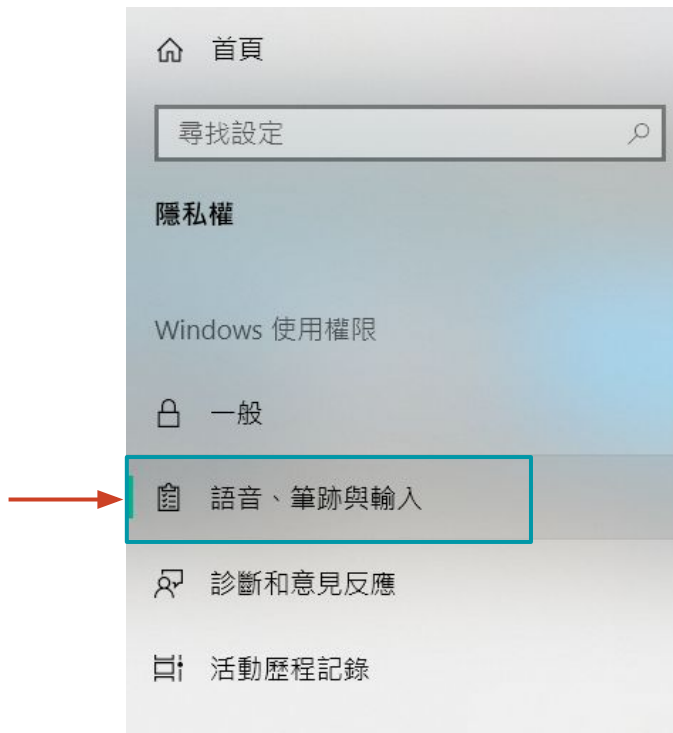 首頁
尋找設定
隱私權
Windows 使用權限
一般
語音、筆跡與輸入
診斷和意見反應
活動歷程記錄